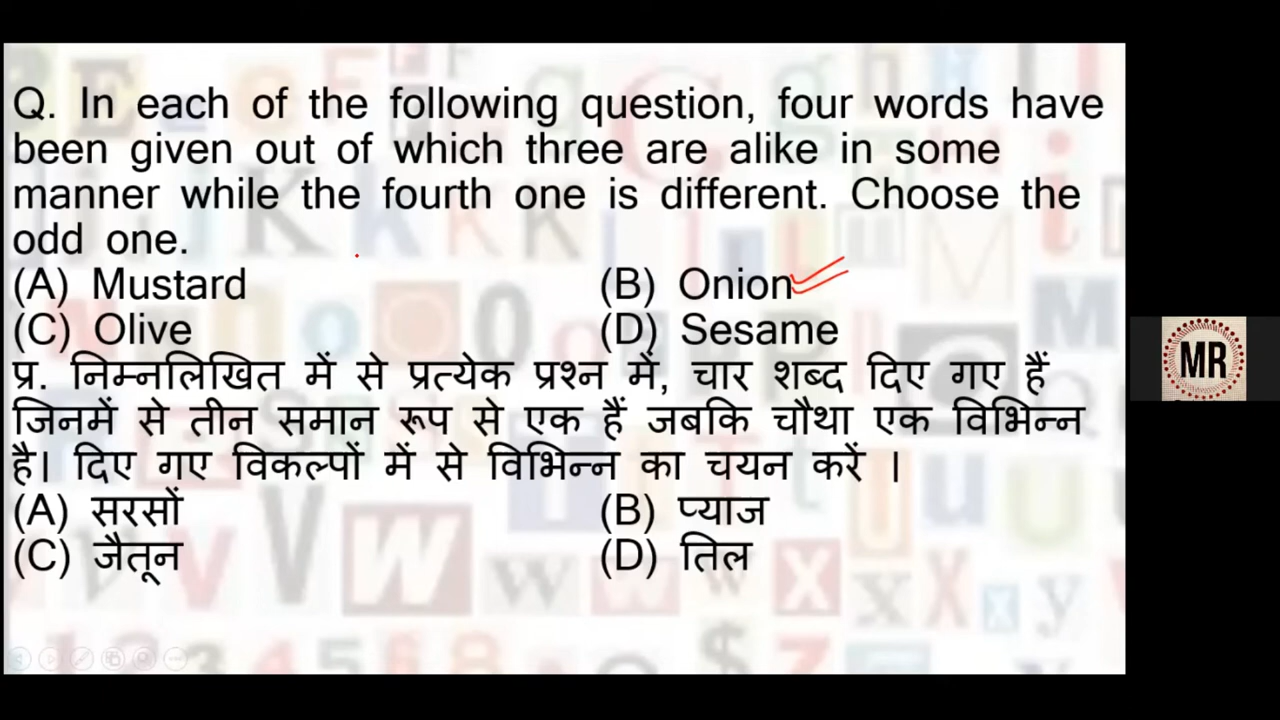 Q. In each of the following question, four words have
been given out of which three are alike in some
manner while the fourth one is different. Choose the
odd one.
(A) Mustard (B) Onion
(C) Olive (D) Sesame
प्र. निम्नलिखित में से प्रत्येक प्रश्न में, चार शब्द दिए गए हैं
जिनमें से तीन समान रूप से एक हैं जबकि चौथा एक विभिन्न
है। दिए गए विकल्पों में से विभिन्न का चयन करें ।
(A) सरसों (B) प्याज
(C) जैतून (D) तिल
MR